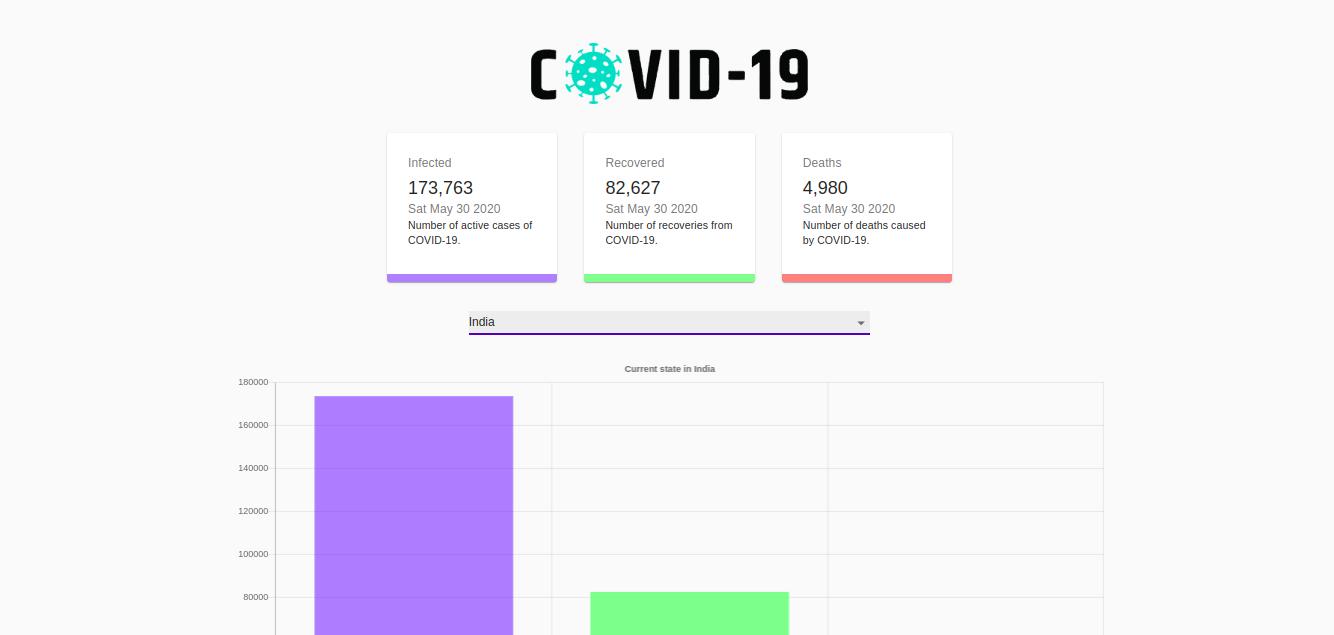 COVID-19
Infected
173,763
Sat May 30 2020
Number of active cases of
COVID-19.
Recovered
82,627
Sat May 30 2020
Number of recoveries from
COVID-19.
Deaths
4,980
Sat May 30 2020
Number of deaths caused
by COVID-19.
India
Current state in India
180000
160000
140000
120000
100000
80000